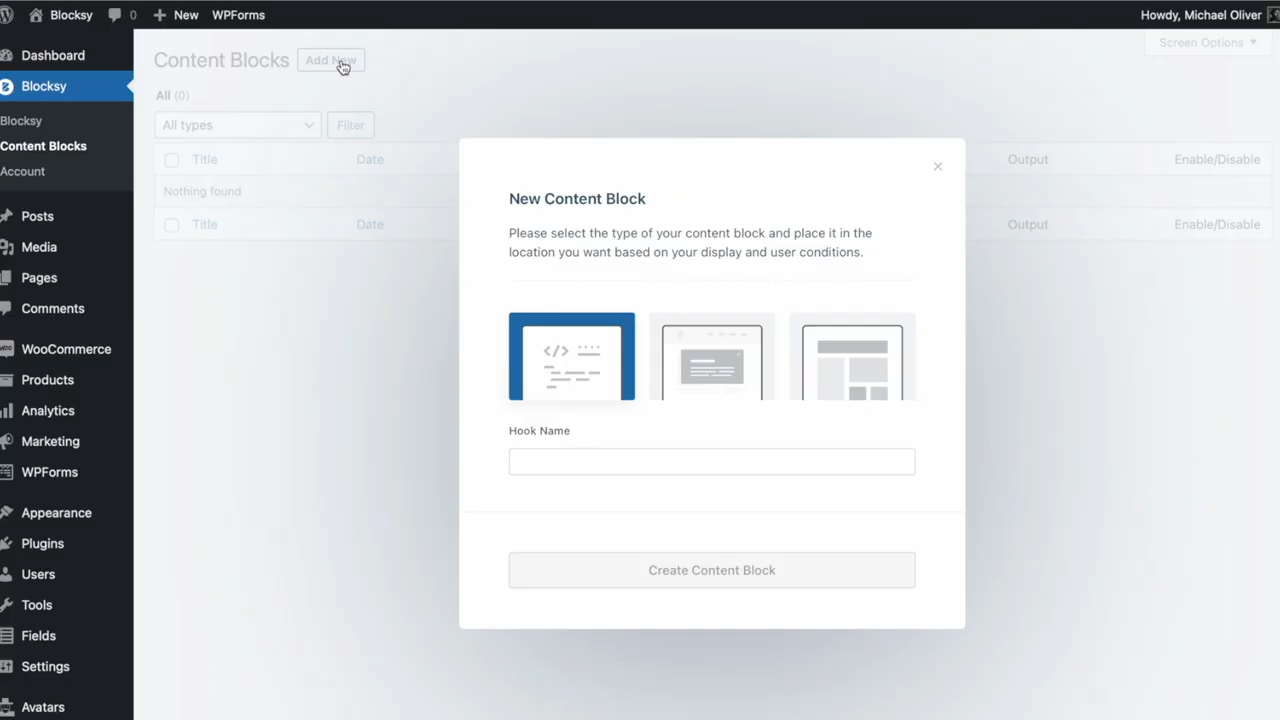 Blocksy 0 New WPForms Howdy, Michael Oliver
Screen Options
Dashboard
Blocksy
Blocksy
Content Blocks
Account
Posts
Media
Pages
Comments
WooCommerce
Products
Analytics
Marketing
WPForms
Appearance
Plugins
Users
Tools
Fields
Settings
Avatars
Content Blocks Add New
All (0)
All types Filter
Title Date Output Enable/Disable
Nothing found
Title Date Output Enable/Disable
New Content Block
Please select the type of your content block and place it in the
location you want based on your display and user conditions.
Hook Name
Create Content Block